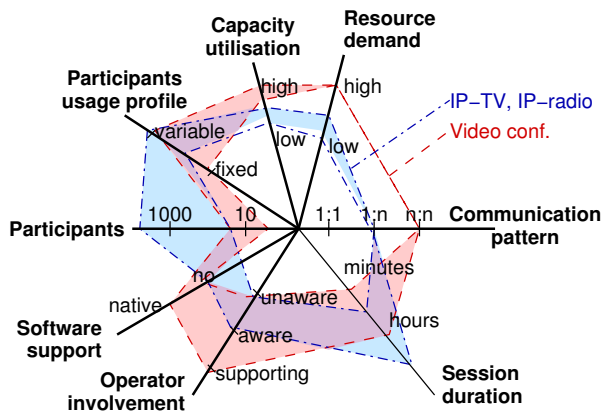 Capacity
utilisation
Resource
demand
Participants
usage profile
high
high
IP−TV, IP−radio
variable
Video conf.
low
low
fixed
Participants
1000
10
1:1
1:n
n:n
Communication
pattern
no
minutes
native
unaware
hours
Software
support
aware
Operator
involvement
supporting
Session
duration